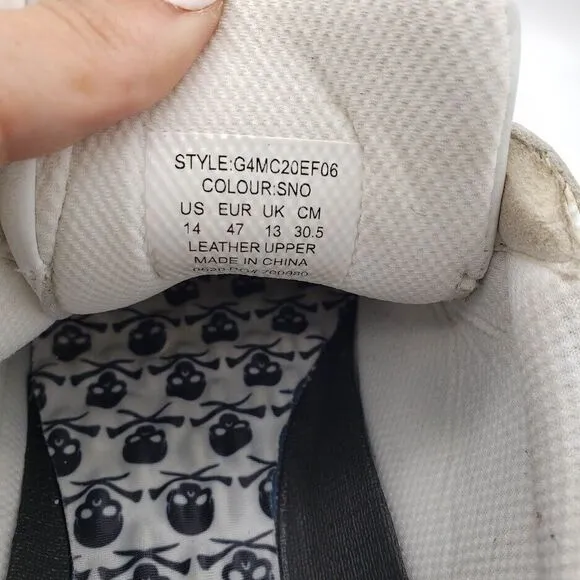 STYLE:G4MC20EF06
COLOUR:SNO
US EUR UK CM
14 47 13 30.5
LEATHER UPPER
MADE IN CHINA